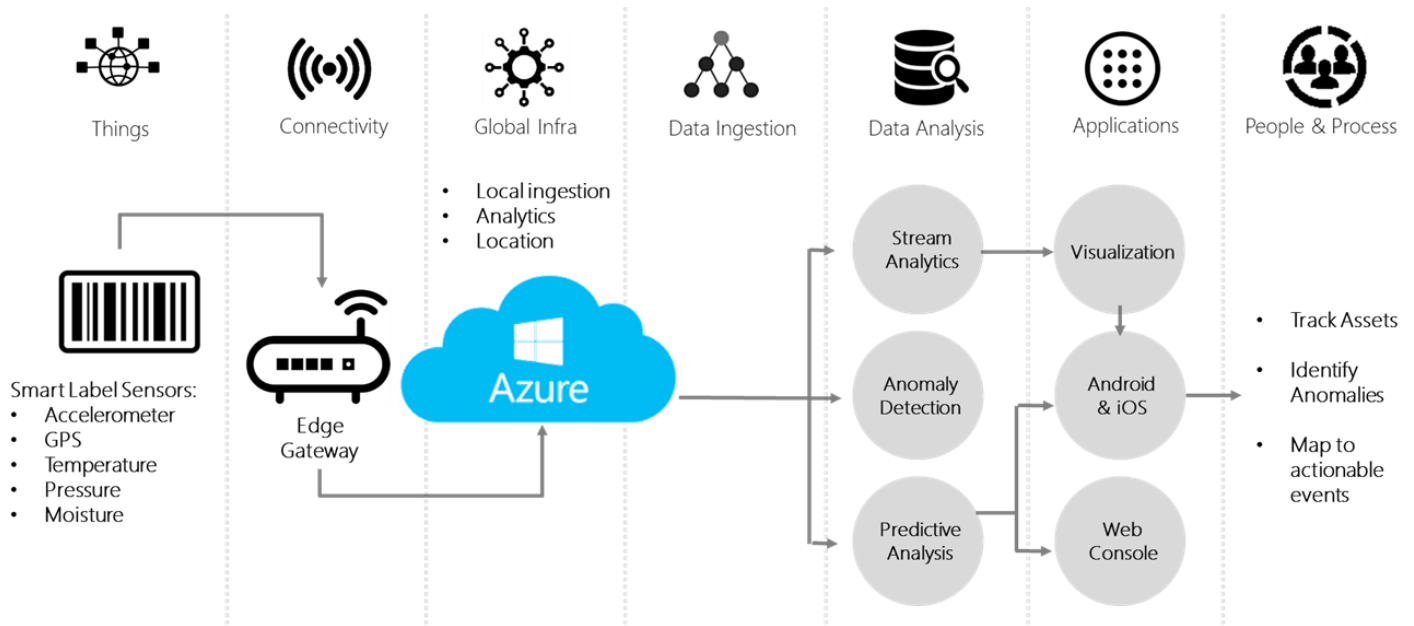 Things
Connectivity
Global Infra
Data Ingestion
Data Analysis
Applications
People & Process
• Local ingestion
• Analytics
• Location
Smart Label Sensors:
• Accelerometer
• GPS
• Temperature
• Pressure
• Moisture
Edge
Gateway
Azure
Stream
Analytics
Anomaly
Detection
Predictive
Analysis
Visualization
Android
& iOS
Web
Console
• Track Assets
• Identify
Anomalies
• Map to
actionable
events